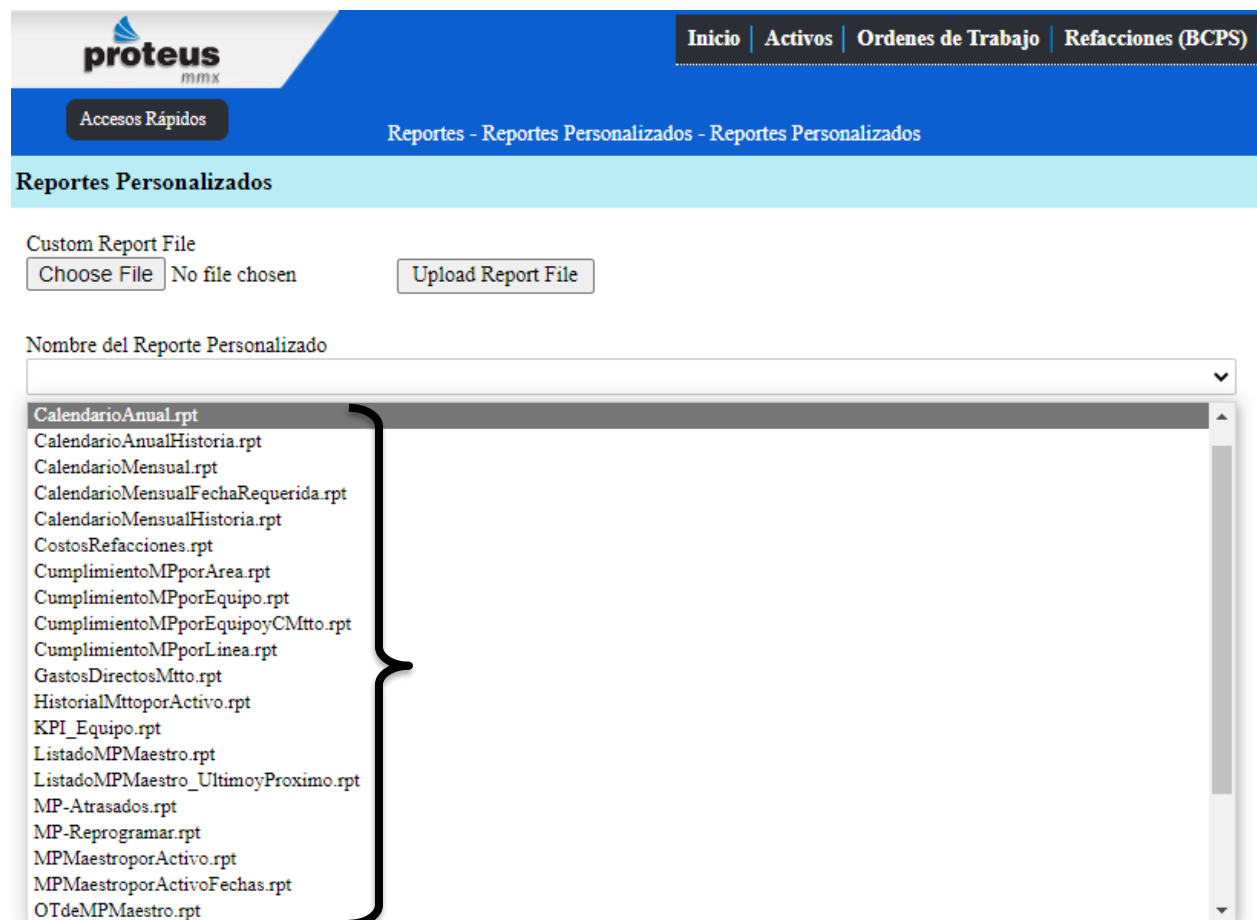 proteus
mmx
Inicio | Activos | Ordenes de Trabajo | Refacciones (BCPS)
Accesos Rápidos
Reportes - Reportes Personalizados - Reportes Personalizados
Reportes Personalizados
Custom Report File
Choose File No file chosen Upload Report File
Nombre del Reporte Personalizado
CalendarioAnual.rpt
CalendarioAnualHistoria.rpt
CalendarioMensual.rpt
CalendarioMensualFechaRequerida.rpt
CalendarioMensualHistoria.rpt
CostosRefacciones.rpt
CumplimientoMPporArea.rpt
CumplimientoMPporEquipo.rpt
CumplimientoMPporEquipoyCMtto.rpt
CumplimientoMPporLinea.rpt
GastosDirectosMtto.rpt
HistorialMttoporActivo.rpt
KPI_Equipo.rpt
ListadoMPMaestro.rpt
ListadoMPMaestro_UltimoyProximo.rpt
MP-Atrasados.rpt
MP-Reprogramar.rpt
MPMaestroporActivo.rpt
MPMaestroporActivoFechas.rpt
OTdeMPMaestro.rpt